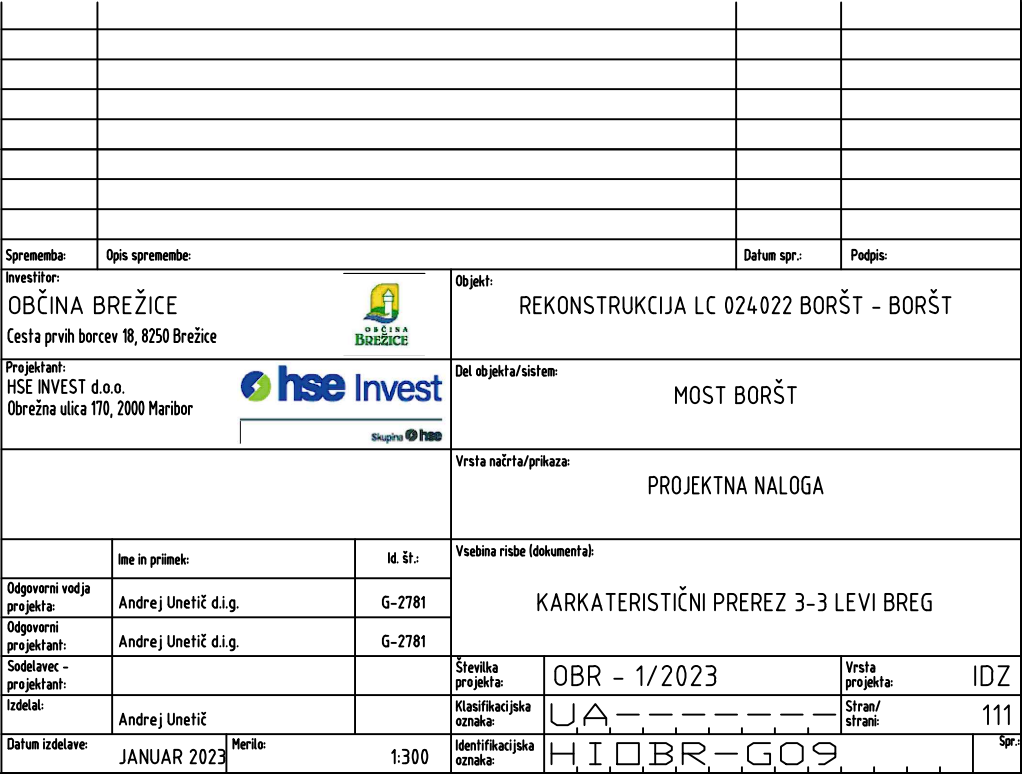 Sprememba: Opis spremembe: Datum spr.: Podpis:
Investitor:
OBČINA BREŽICE
Cesta prvih borcev 18, 8250 Brežice
OBČINA
BREŽICE
Objekt:
REKONSTRUKCIJA LC 024022 BORŠT - BORŠT
Projektant:
HSE INVEST d.o.o.
Obrežna ulica 170, 2000 Maribor
hse Invest
Skupina hse
Del objekta/sistem:
MOST BORŠT
Vrsta načrta/prikaza:
PROJEKTNA NALOGA
Ime in priimek: Id. št.:
Odgovorni vodja
projekta: Andrej Unetič d.i.g. G-2781
Odgovorni
projektant: Andrej Unetič d.i.g. G-2781
Sodelavec -
projektant:
Izdelal:
Andrej Unetič
Datum izdelave:
JANUAR 2023
Merilo:
1:300
Vsebina risbe (dokumenta):
KARKATERISTIČNI PREREZ 3-3 LEVI BREG
Številka
projekta: OBR - 1/2023
Vrsta
projekta: IDZ
Klasifikacijska
oznaka: UA-------
Stran/
strani: 111
Identifikacijska
oznaka: HIOBR-G09
Spr.: